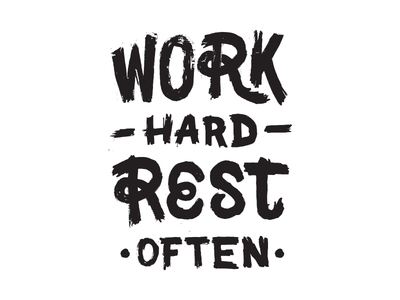 WORK
- HARD -
REST
• OFTEN •